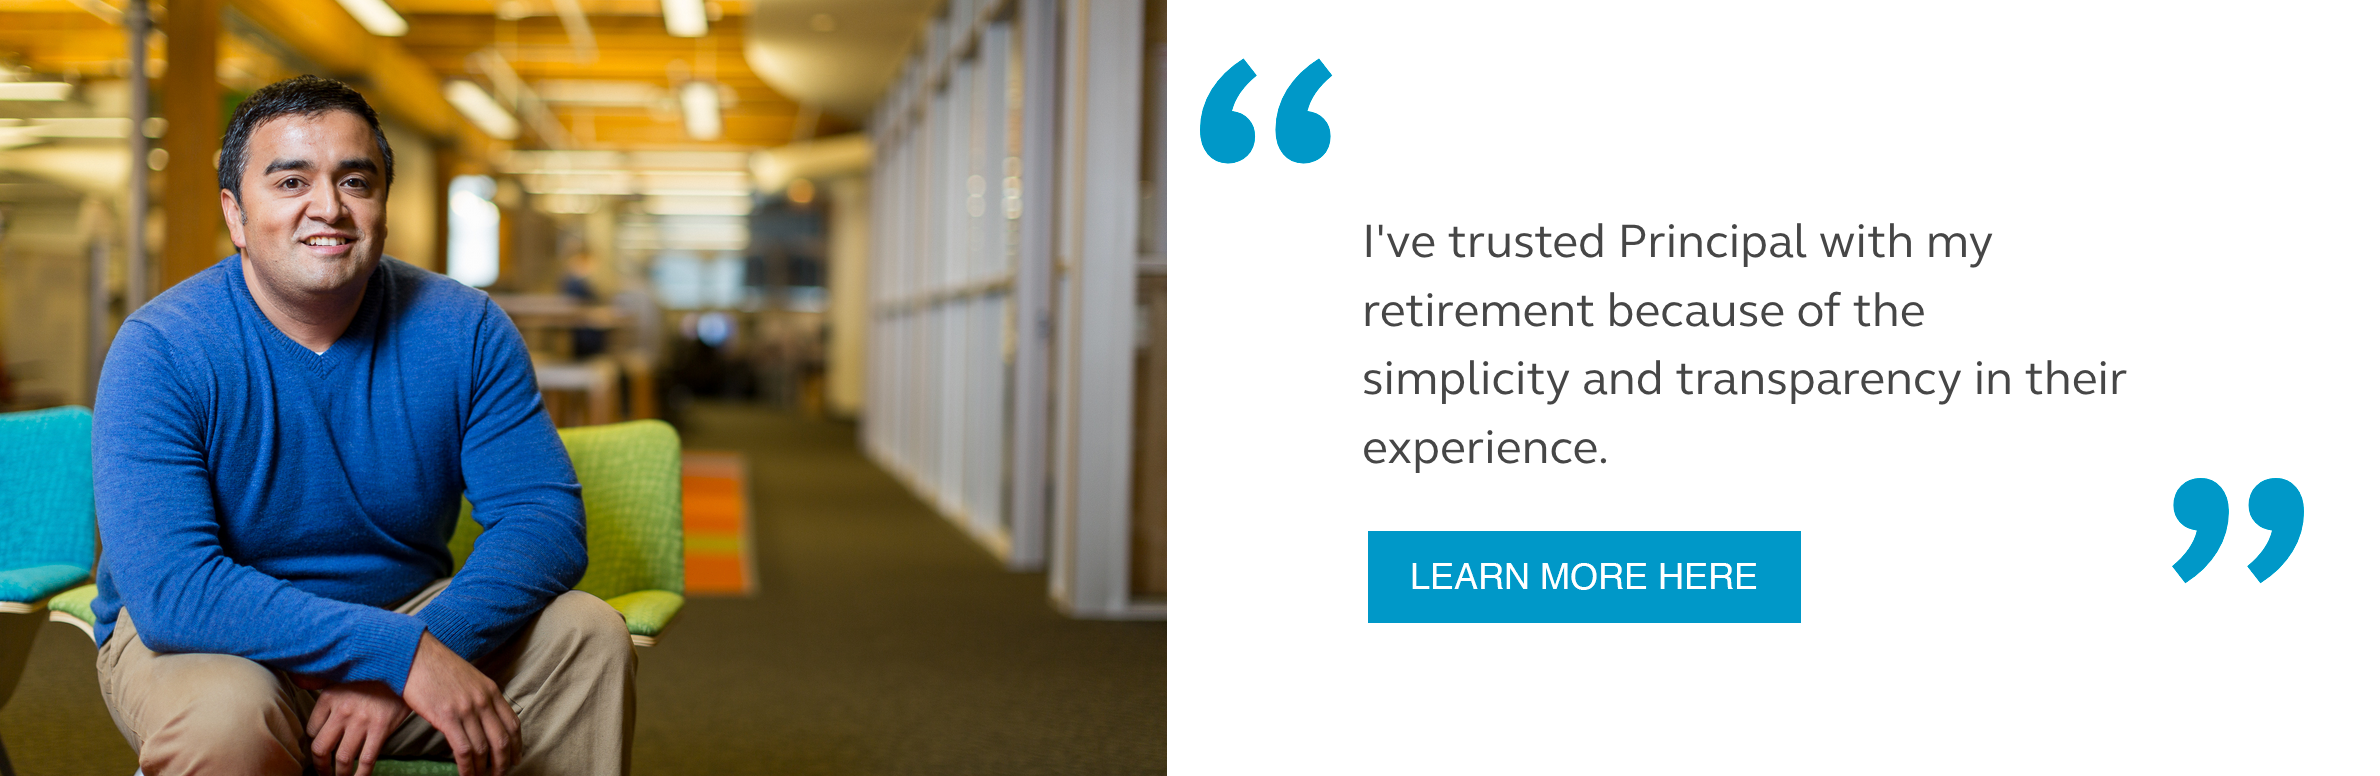 “
I've trusted Principal with my
retirement because of the
simplicity and transparency in their
experience.
”
LEARN MORE HERE